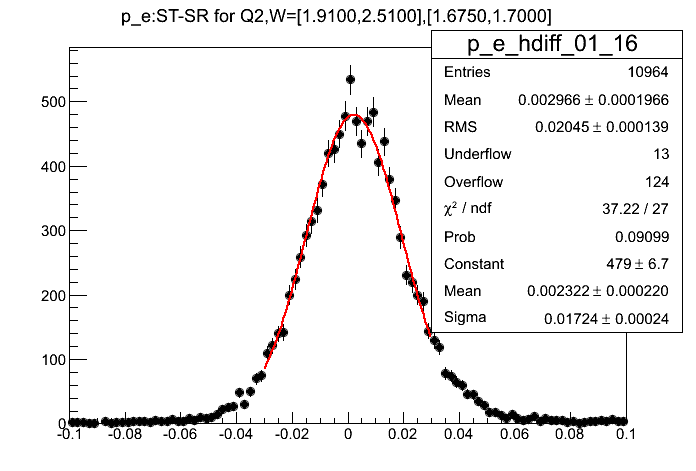 p_e:ST-SR for Q2,W=[1.9100,2.5100],[1.6750,1.7000]
p_e_hdiff_01_16
Entries 10964
Mean 0.002966 ± 0.0001966
RMS 0.02045 ± 0.000139
Underflow 13
Overflow 124
χ² / ndf 37.22 / 27
Prob 0.09099
Constant 479 ± 6.7
Mean 0.002322 ± 0.000220
Sigma 0.01724 ± 0.00024
500
400
300
200
100
0
-0.1 -0.08 -0.06 -0.04 -0.02 0 0.02 0.04 0.06 0.08 0.1